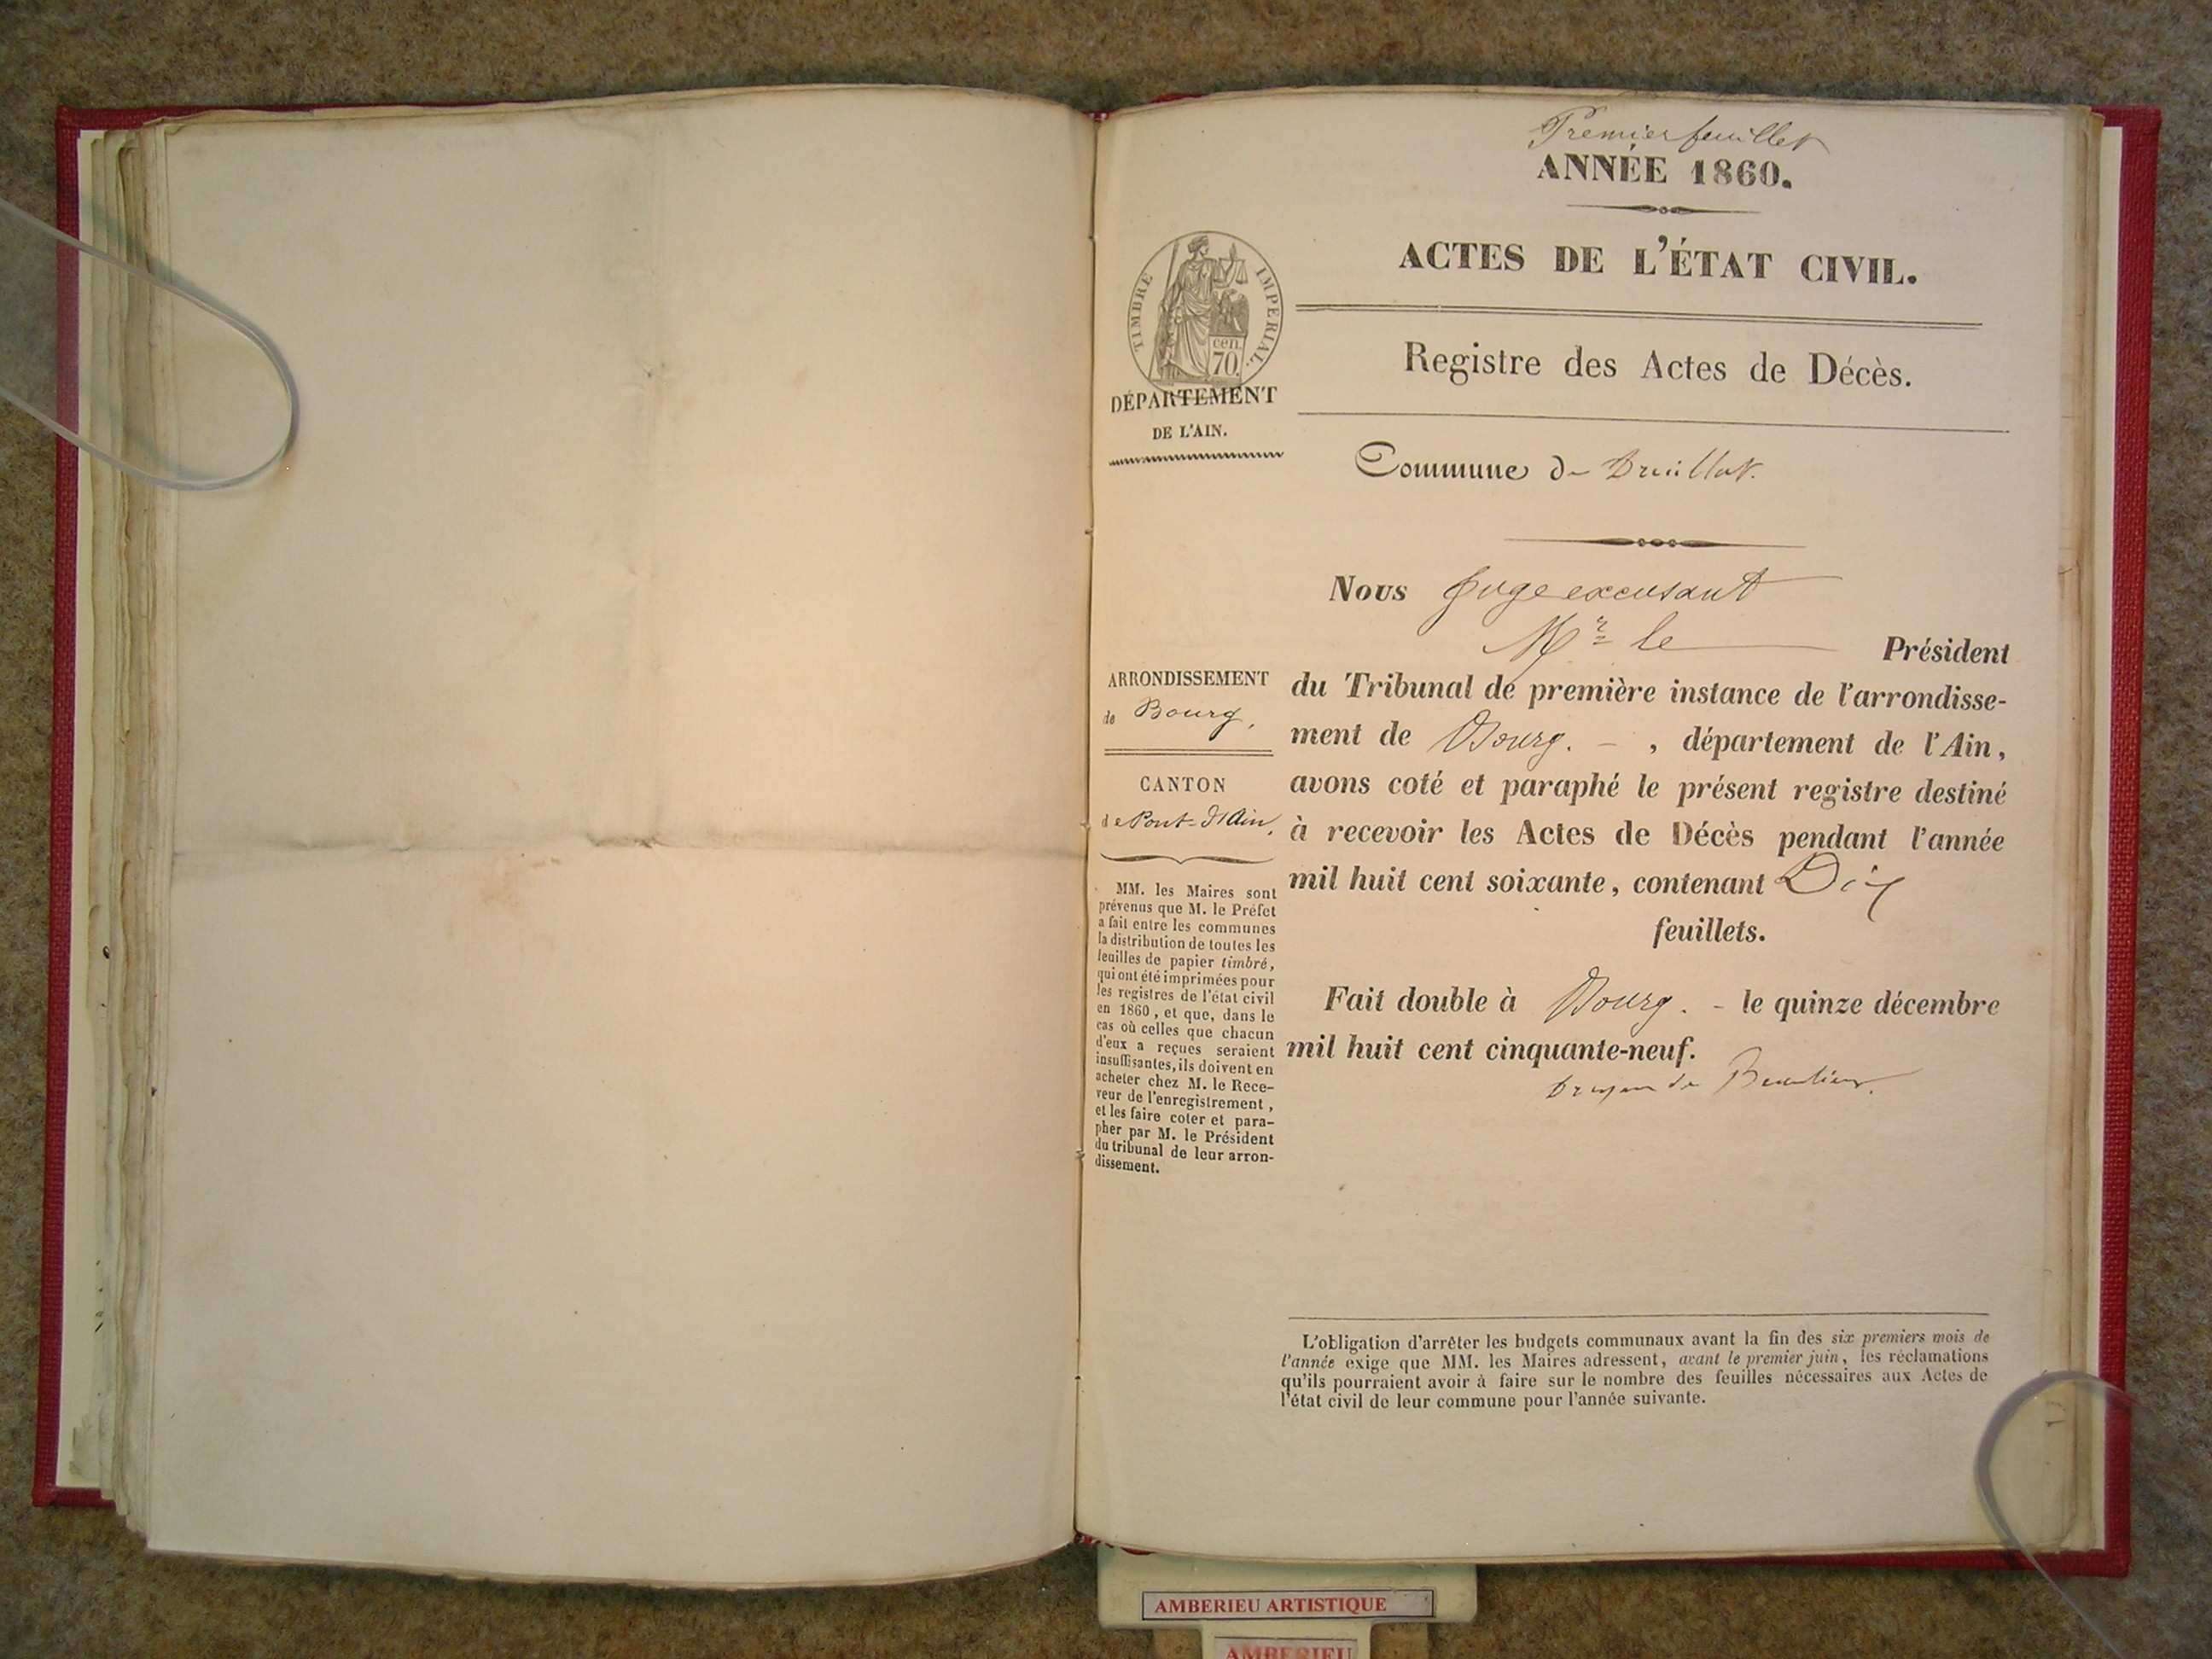 Premier feuillet
ANNÉE 1860.
ACTES DE L'ÉTAT CIVIL.
TIMBRE IMPERIAL
cen.
70.
DÉPARTEMENT
DE L'AIN.
Registre des Actes de Décès.
Commune de Druillat.
Nous Juge excusant
Mr le Président
du Tribunal de première instance de l'arrondisse-
ment de Bourg. - , département de l'Ain,
avons coté et paraphé le présent registre destiné
à recevoir les Actes de Décès pendant l'année
mil huit cent soixante, contenant Dix
feuillets.
Fait double à Bourg. - le quinze décembre
mil huit cent cinquante-neuf.
de Beaulieu
ARRONDISSEMENT
de Bourg.
CANTON
de Pont-d'Ain,
MM. les Maires sont
prévenus que M. le Préfet
a fait entre les communes
la distribution de toutes les
feuilles de papier timbré,
qui ont été imprimées pour
les registres de l'état civil
en 1860, et que, dans le
cas où celles que chacun
d'eux a reçues seraient
insuffisantes, ils doivent en
acheter chez M. le Rece-
veur de l'enregistrement,
et les faire coter et para-
pher par M. le Président
du tribunal de leur arron-
dissement.
L'obligation d'arrêter les budgets communaux avant la fin des six premiers mois de
l'année exige que MM. les Maires adressent, avant le premier juin, les réclamations
qu'ils pourraient avoir à faire sur le nombre des feuilles nécessaires aux Actes de
l'état civil de leur commune pour l'année suivante.
AMBERIEU ARTISTIQUE
AMBERIEU